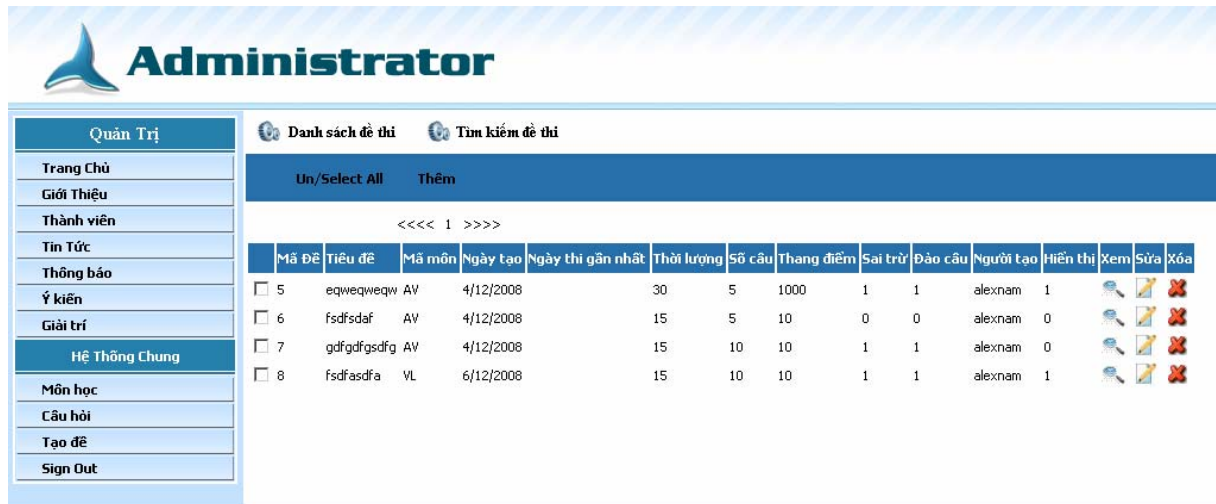 Administrator
Quản Trị
Trang Chủ
Giới Thiệu
Thành viên
Tin Tức
Thông báo
Ý kiến
Giải trí
Hệ Thống Chung
Môn học
Câu hỏi
Tạo đề
Sign Out
Danh sách đề thi Tìm kiếm đề thi
Un/Select All Thêm
<<<< 1 >>>>
Mã Đề Tiêu đề Mã môn Ngày tạo Ngày thi gần nhất Thời lượng Số câu Thang điểm Sai trừ Đảo câu Người tạo Hiển thị Xem Sửa Xóa
5 eqweqweqw AV 4/12/2008 30 5 1000 1 1 alexnam 1
6 fsdfsdaf AV 4/12/2008 15 5 10 0 0 alexnam 0
7 gdfgdfgsdfg AV 4/12/2008 15 10 10 1 1 alexnam 0
8 fsdfasdfa VL 6/12/2008 15 10 10 1 1 alexnam 1